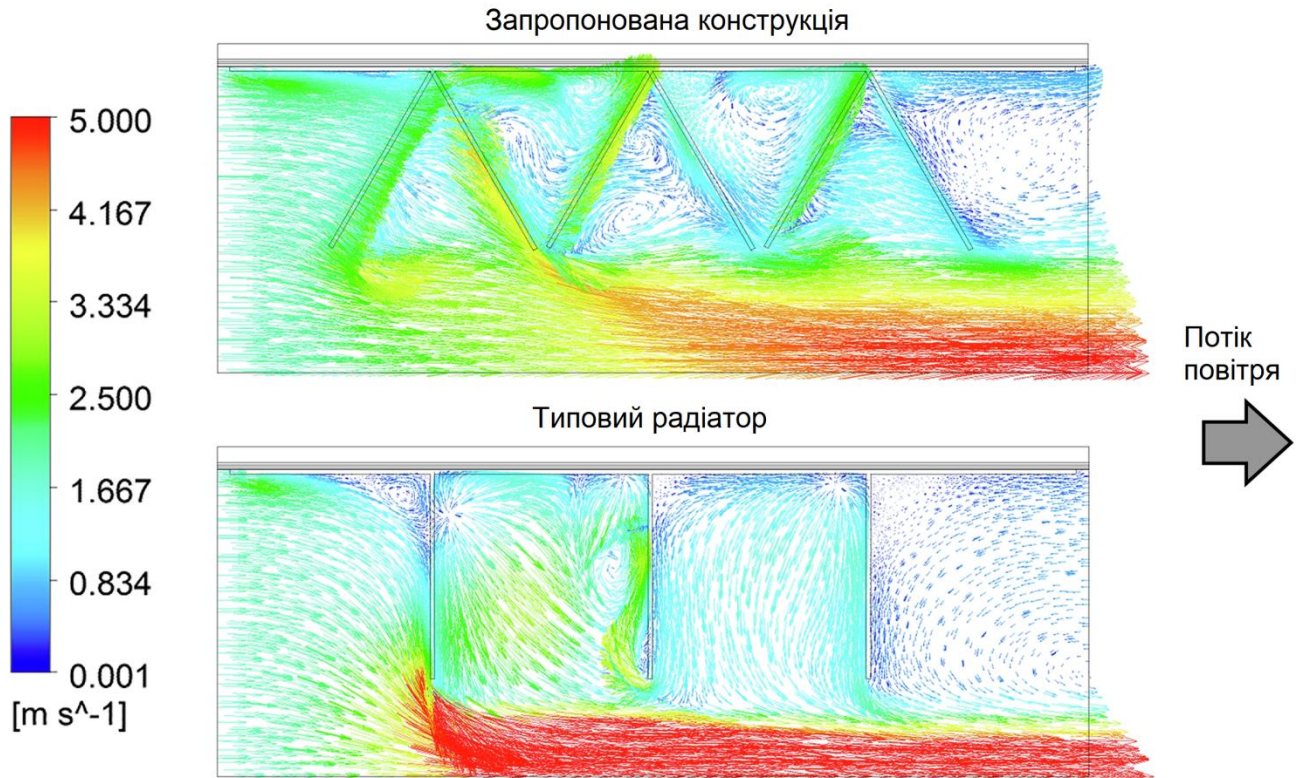 Запропонована конструкція
5.000
4.167
3.334
2.500
1.667
0.834
0.001
[m s^-1]
Потік
повітря
Типовий радіатор